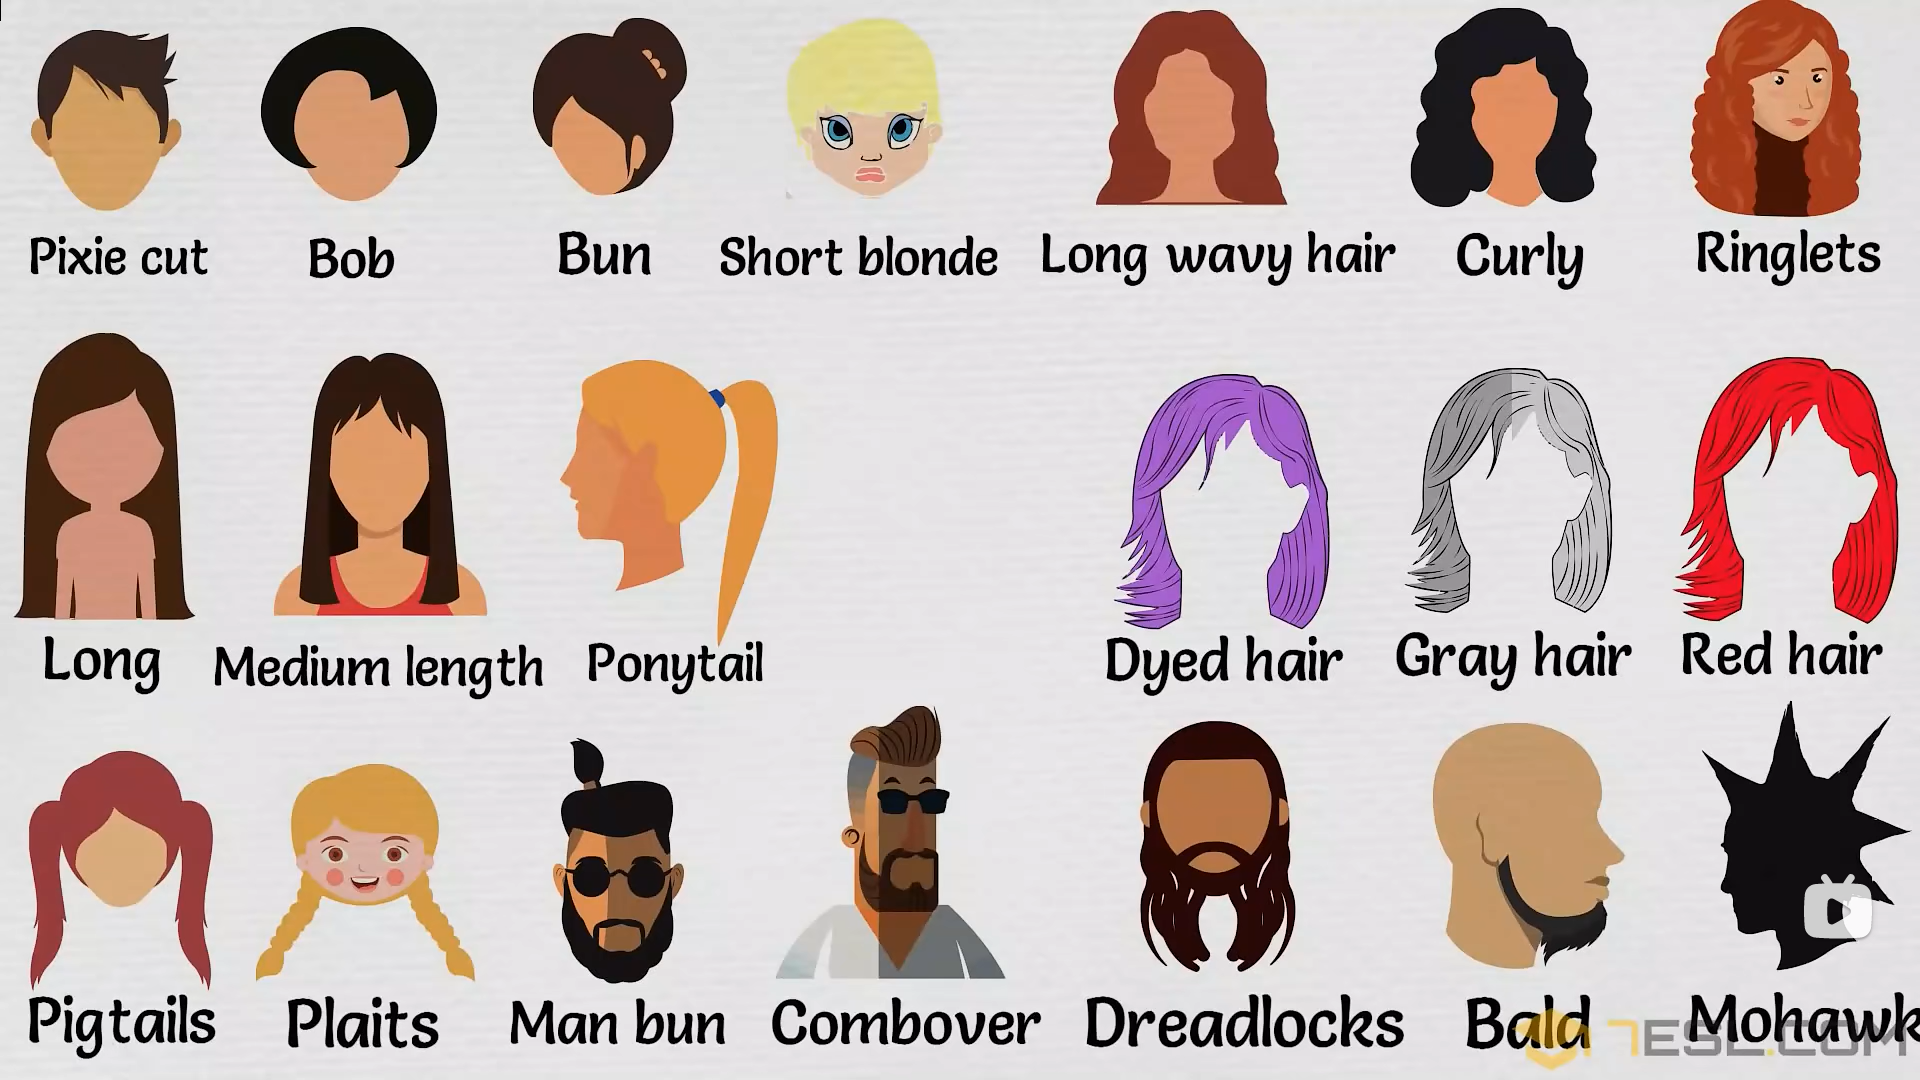 Pixie cut
Bob
Bun
Short blonde
Long wavy hair
Curly
Ringlets
Long
Medium length
Ponytail
Dyed hair
Gray hair
Red hair
Pigtails
Plaits
Man bun
Combover
Dreadlocks
Bald
Mohawk
7ESL.COM